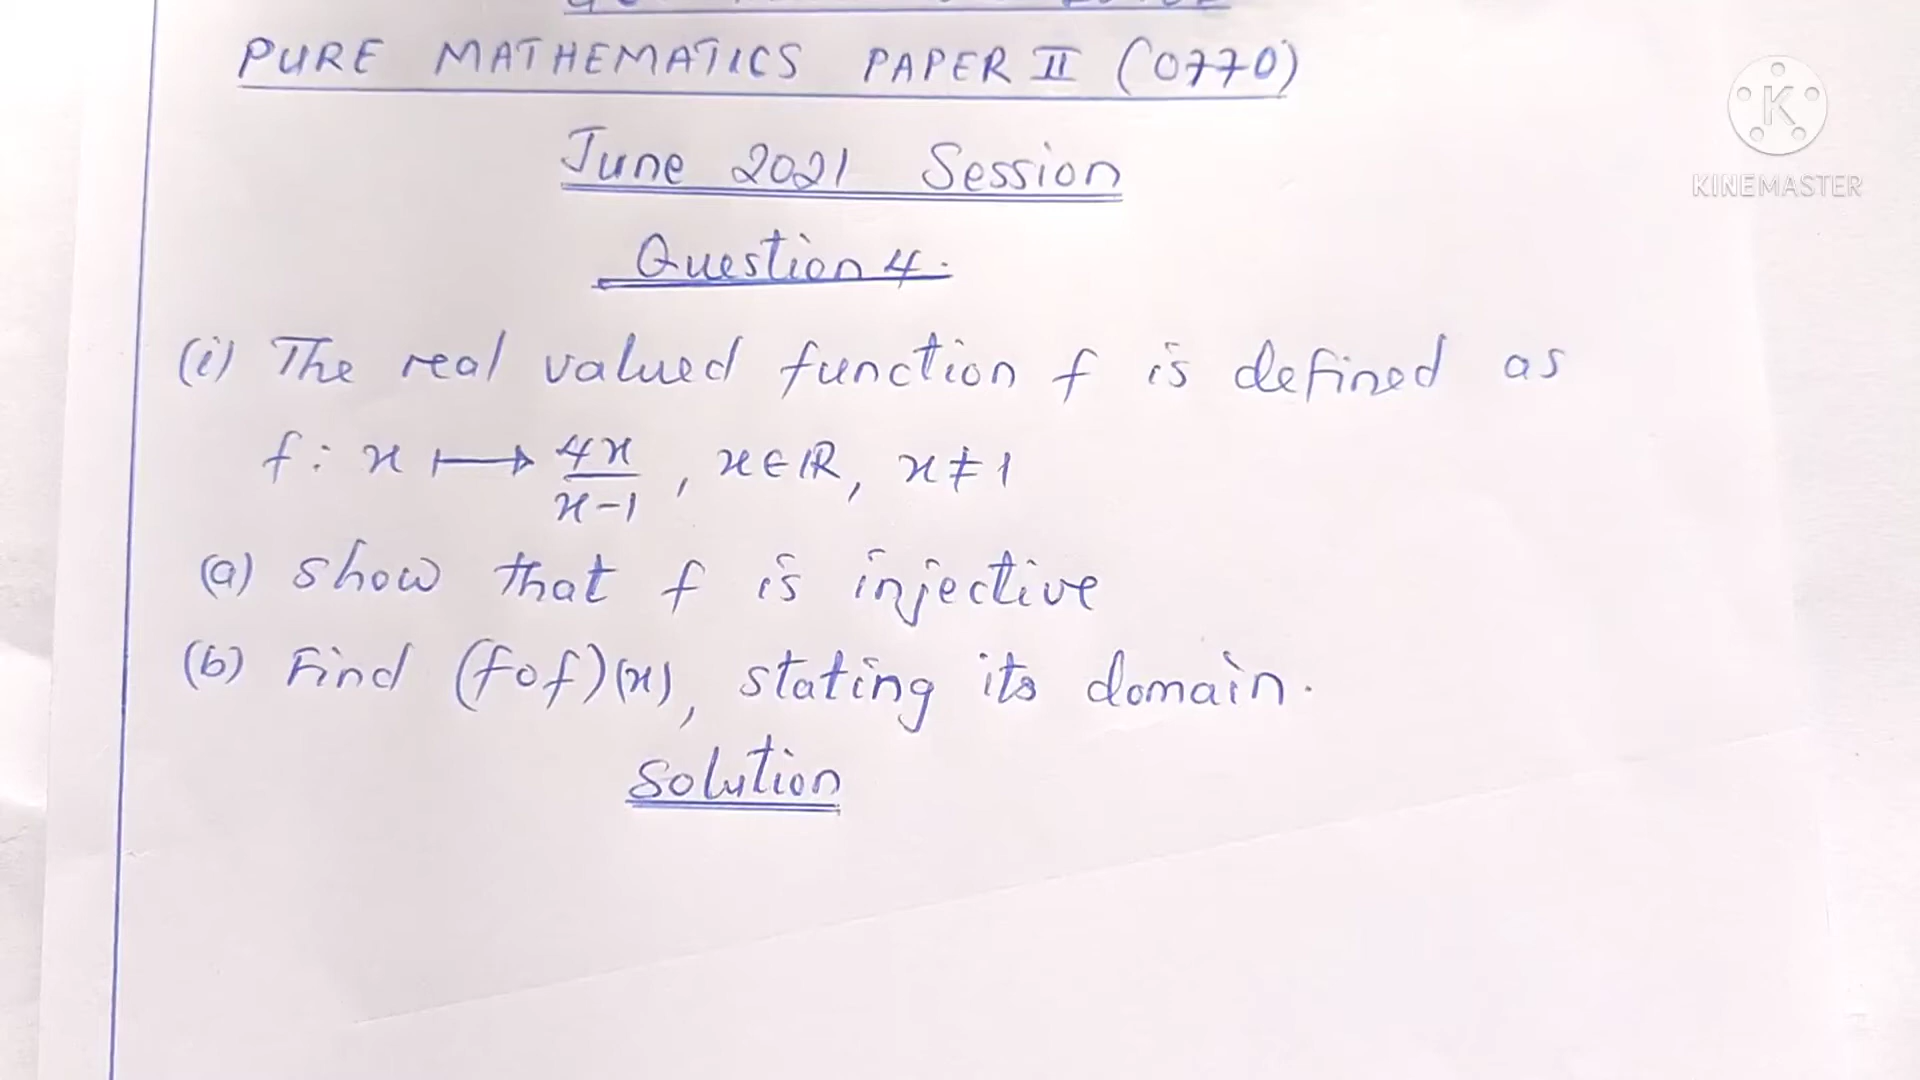 PURE MATHEMATICS PAPER II (0770)
June 2021 Session
Question 4.
(i) The real valued function f is defined as
f: x ↦ 4x/(x-1), x∈ℝ, x≠1
(a) show that f is injective
(b) Find (fof)(x), stating its domain.
Solution
K
KINEMASTER